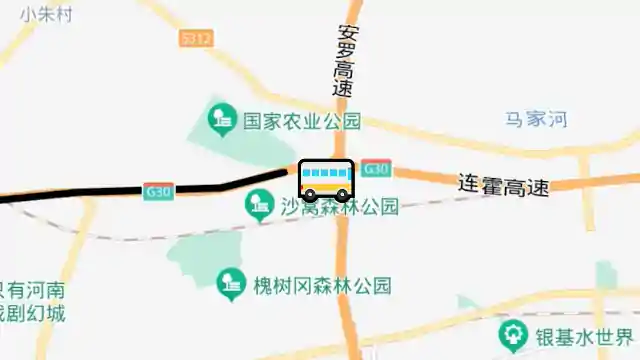 小朱村
S312
安罗高速
国家农业公园
马家河
G30
连霍高速
G30
沙窝森林公园
槐树冈森林公园
只有河南
戏剧幻城
银基水世界